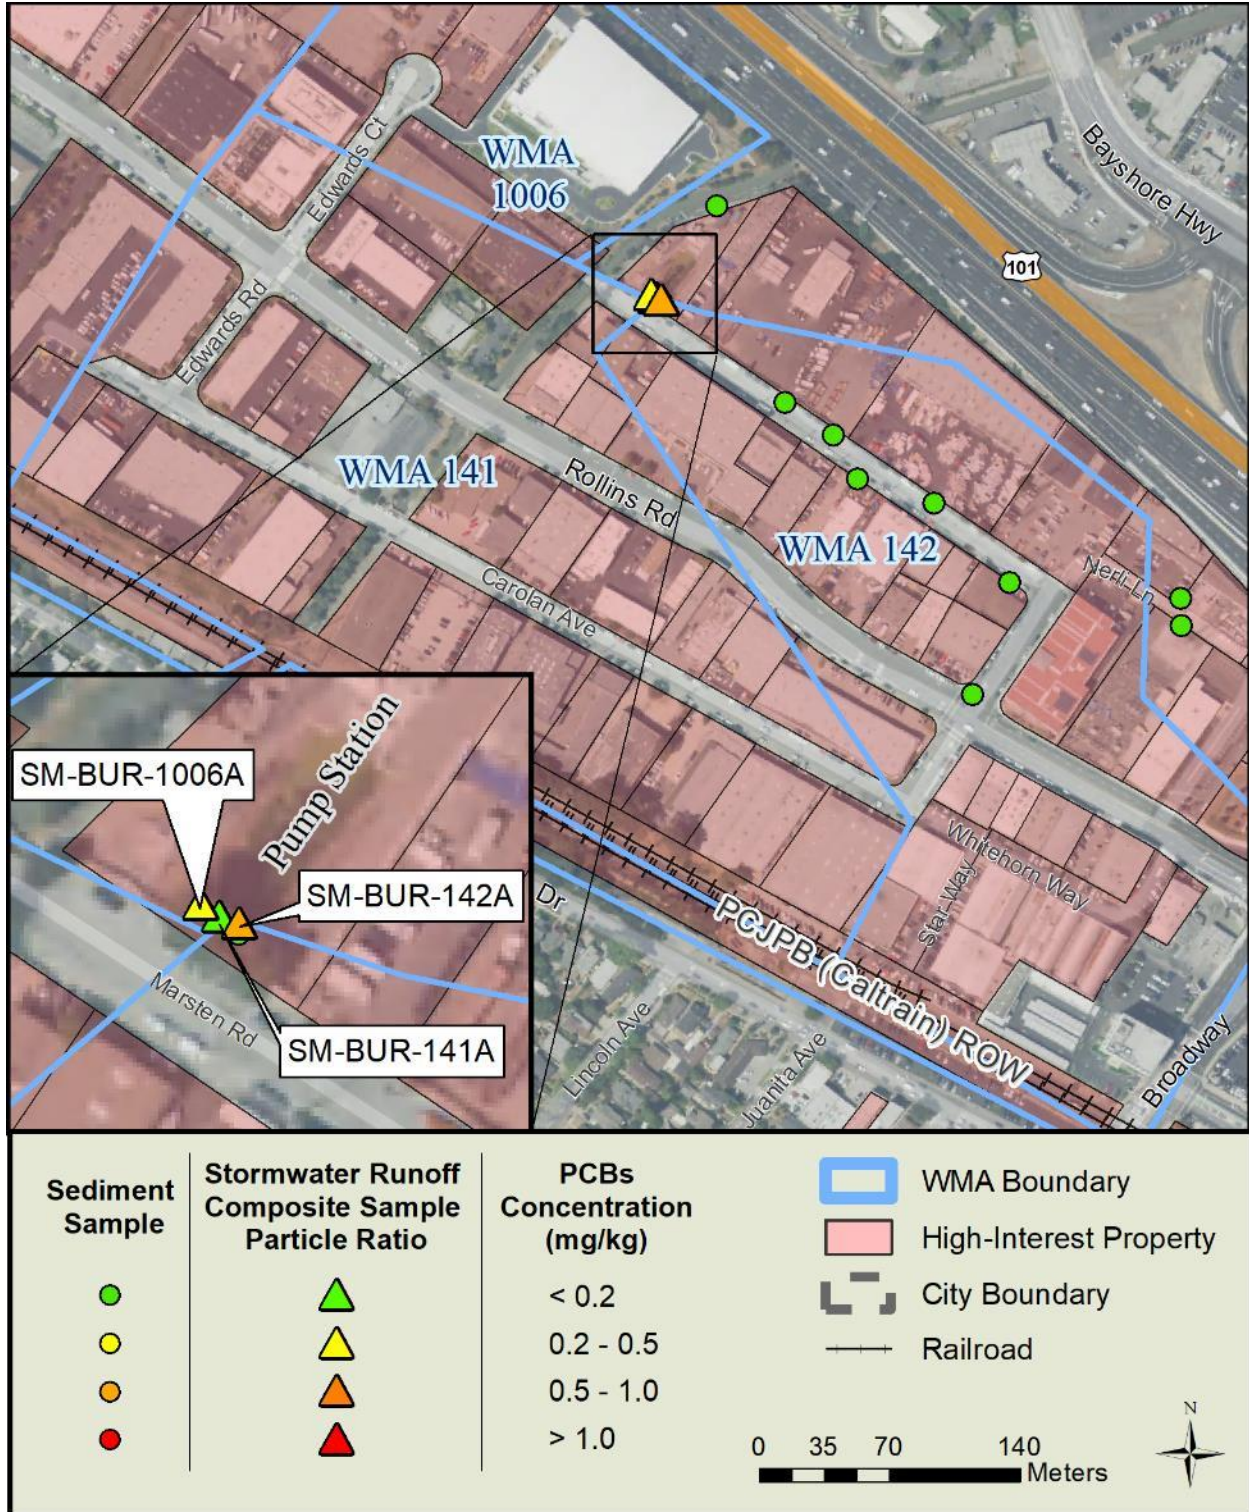 Edwards Ct
WMA
1006
Bayshore Hwy
101
Edwards Rd
WMA 141
Rollins Rd
WMA 142
Nerli Ln
Carolan Ave
Whitehorn Way
Star Way
PCJPB (Caltrain) ROW
Dr
Lincoln Ave
Juanita Ave
Broadway
SM-BUR-1006A
Pump Station
SM-BUR-142A
Marsten Rd
SM-BUR-141A
Sediment
Sample
Stormwater Runoff
Composite Sample
Particle Ratio
PCBs
Concentration
(mg/kg)
< 0.2
0.2 - 0.5
0.5 - 1.0
> 1.0
WMA Boundary
High-Interest Property
City Boundary
Railroad
N
0 35 70 140
Meters